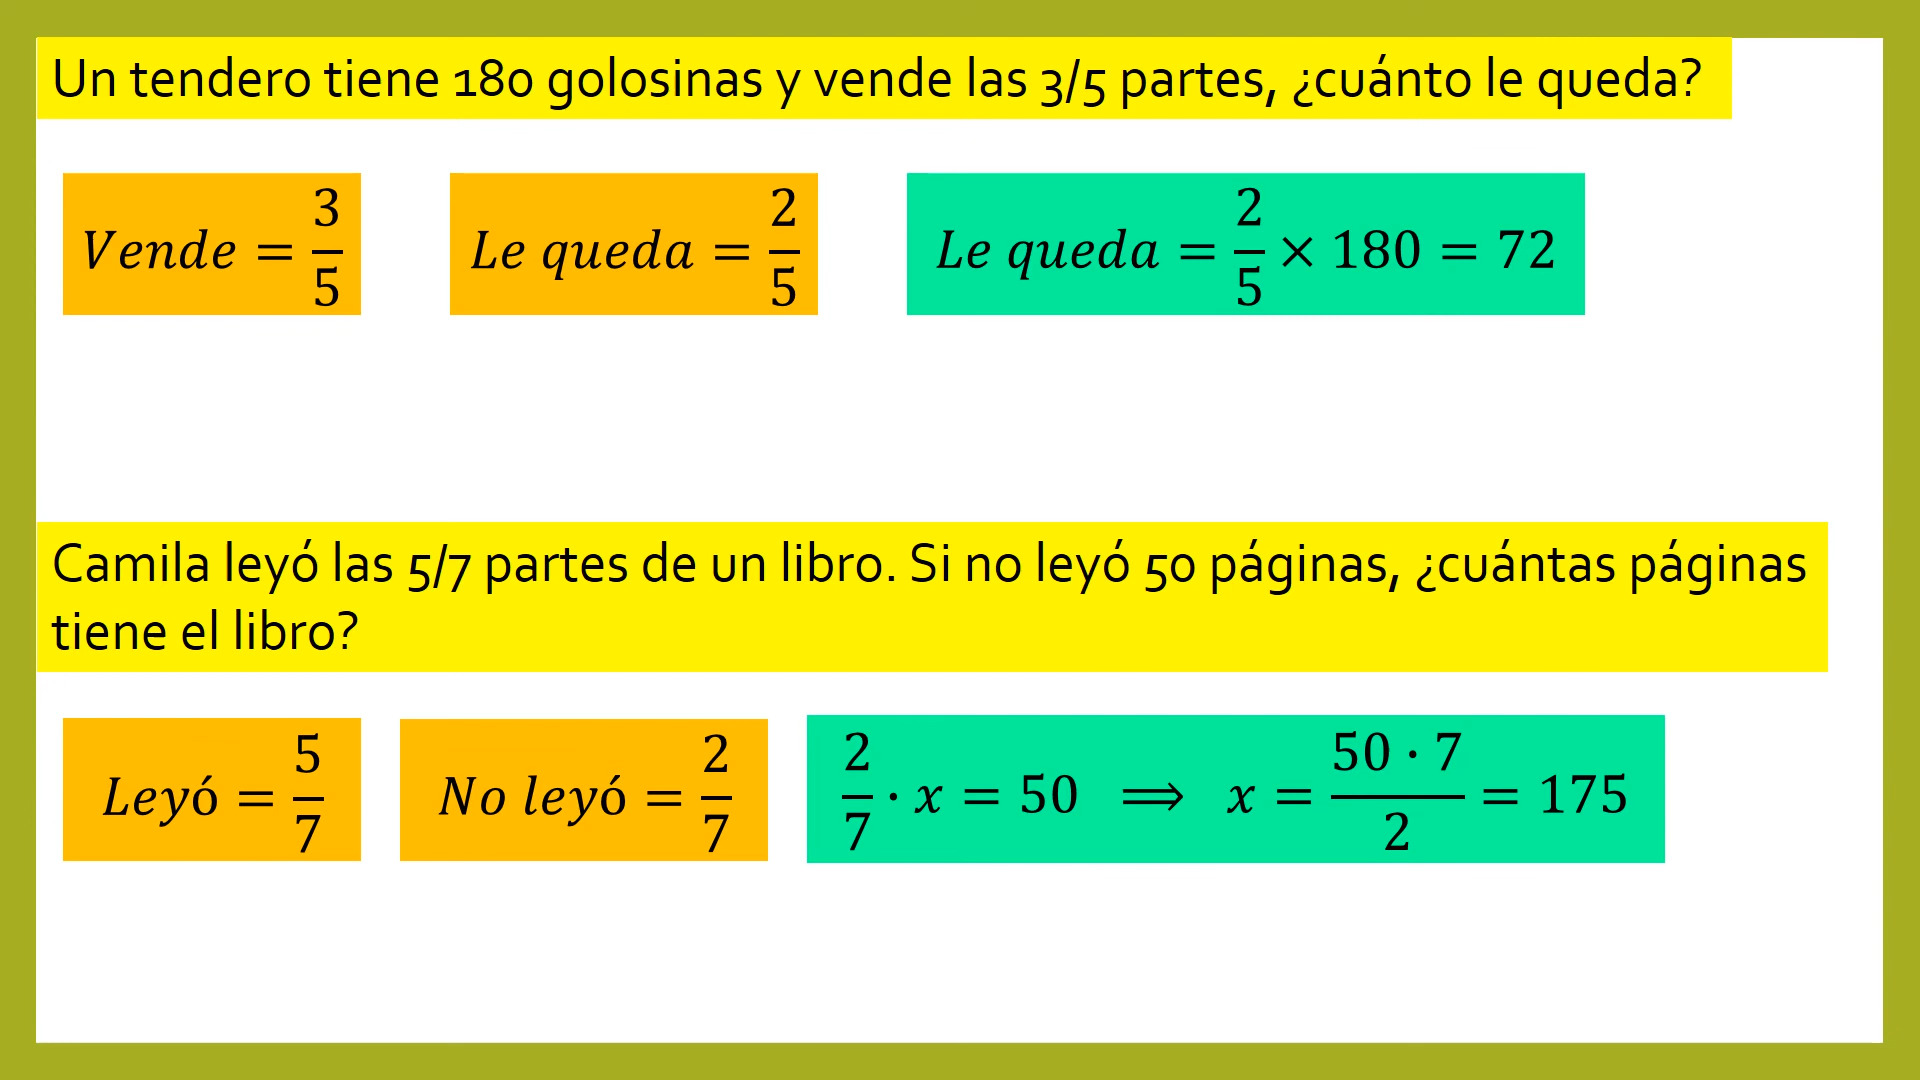 Un tendero tiene 180 golosinas y vende las 3/5 partes, ¿cuánto le queda?
Vende = 3/5
Le queda = 2/5
Le queda = 2/5 × 180 = 72
Camila leyó las 5/7 partes de un libro. Si no leyó 50 páginas, ¿cuántas páginas
tiene el libro?
Leyó = 5/7
No leyó = 2/7
2/7 · x = 50 ⟹ x = 50 · 7/2 = 175